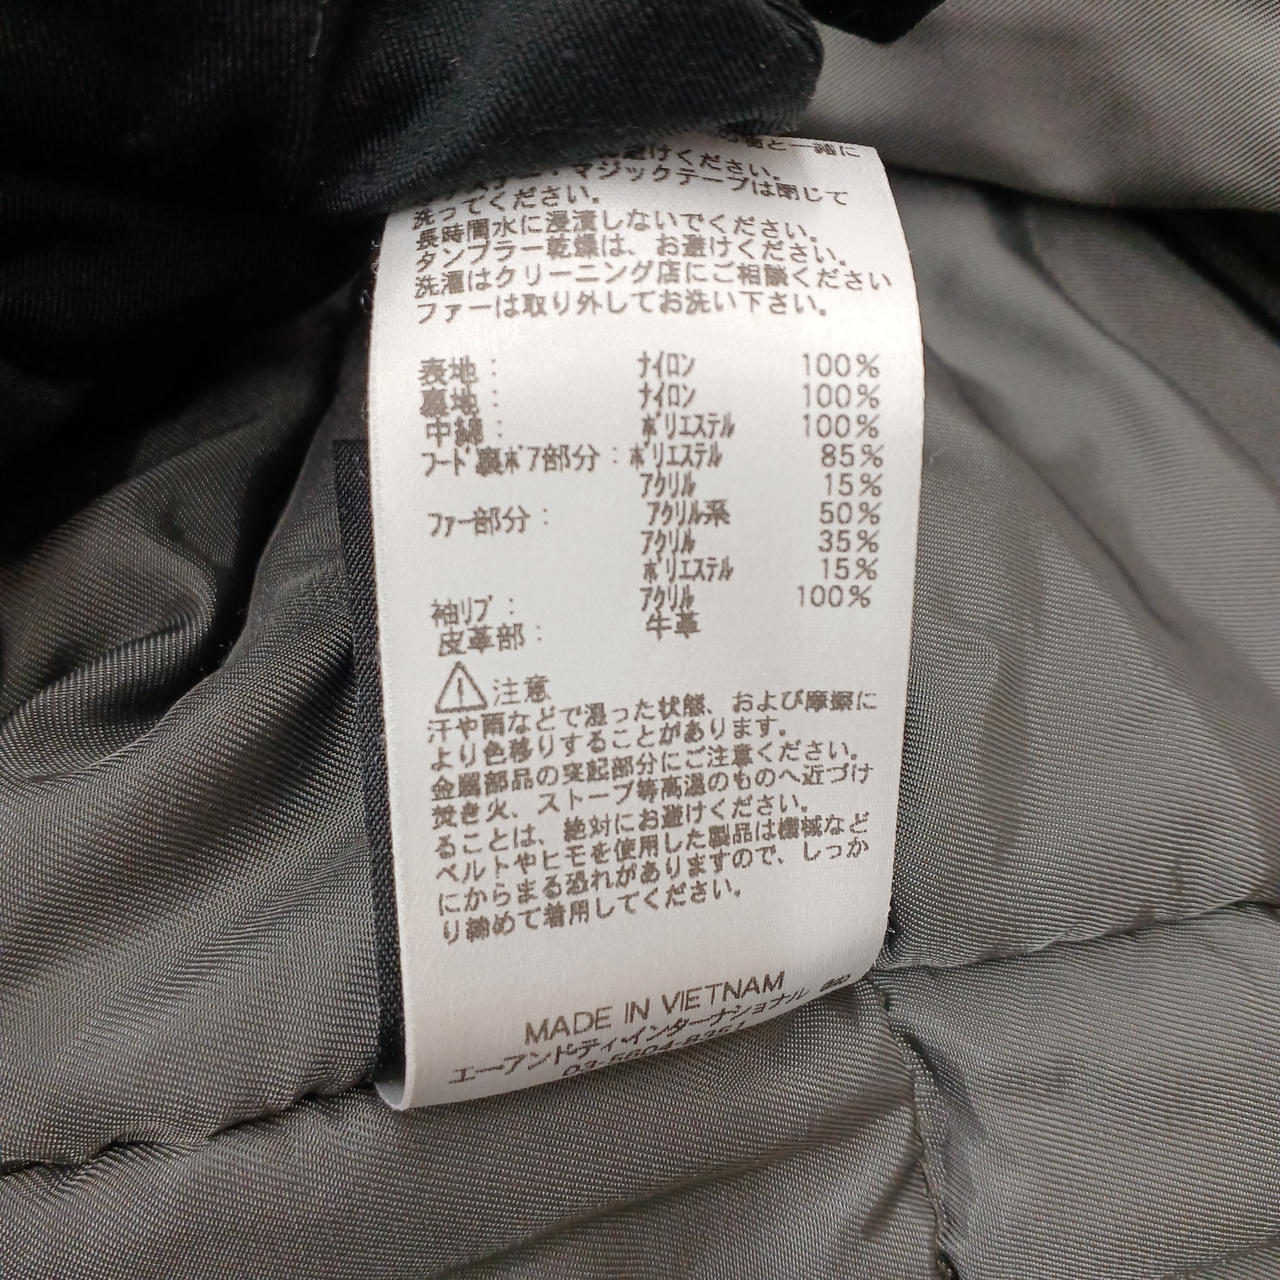 と一緒に
避けください。
・マジックテープは閉じて
洗ってください。
長時間水に浸漬しないでください。
タンブラー乾燥は、お避けください。
洗濯はクリーニング店にご相談ください
ファーは取り外してお洗い下さい。
表地: ナイロン 100%
裏地: ナイロン 100%
中綿: ポリエステル 100%
フード裏ボア部分: ポリエステル 85%
アクリル 15%
ファー部分: アクリル系 50%
アクリル 35%
ポリエステル 15%
袖リブ: アクリル 100%
皮革部: 牛革
注意
汗や雨などで湿った状態、および摩擦に
より色移りすることがあります。
金属部品の突起部分にご注意ください。
焚き火、ストーブ等高温のものへ近づけ
ることは、絶対にお避けください。
ベルトやヒモを使用した製品は機械など
にからまる恐れがありますので、しっか
り締めて着用してください。
MADE IN VIETNAM
エーアンドティ・インターナショナル
03-5604-8351